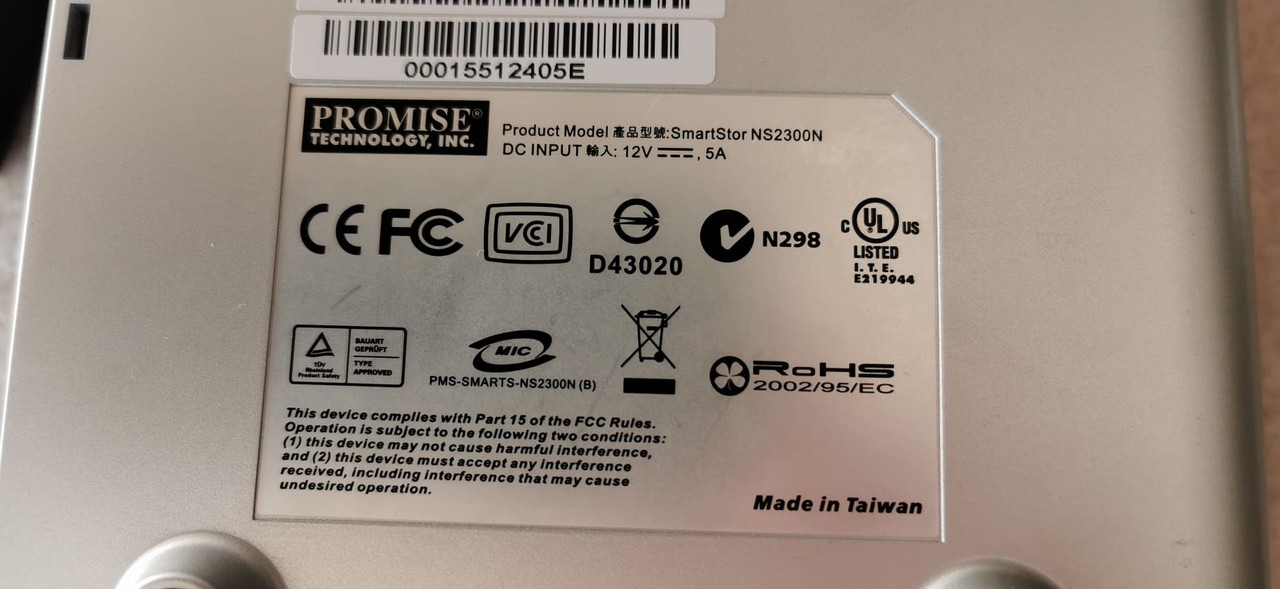 00015512405E
PROMISE®
TECHNOLOGY, INC.
Product Model 產品型號:SmartStor NS2300N
DC INPUT 輸入: 12V ⎓, 5A
CE FC VCI
D43020
N298
C UL US
LISTED
I. T. E.
E219944
TÜV
Rheinland
Product Safety
BAUART
GEPRÜFT
TYPE
APPROVED
MIC
PMS-SMARTS-NS2300N (B)
RoHS
2002/95/EC
This device complies with Part 15 of the FCC Rules.
Operation is subject to the following two conditions:
(1) this device may not cause harmful interference,
and (2) this device must accept any interference
received, including interference that may cause
undesired operation.
Made in Taiwan